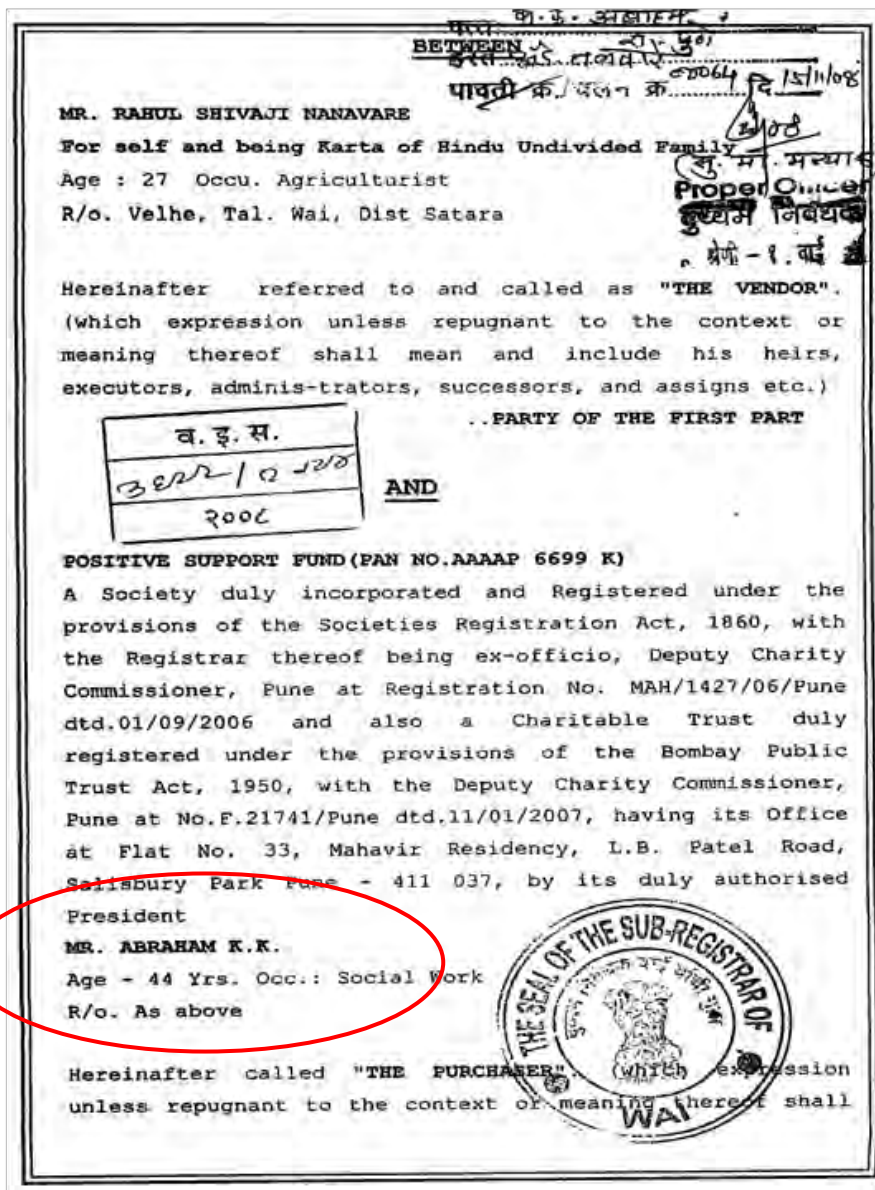 BETWEEN
पावती क्र./चलन क्र. 00064 दि 15/11/08
MR. RAHUL SHIVAJI NANAVARE
For self and being Karta of Hindu Undivided Family
Age : 27 Occu. Agriculturist
Proper Officer
R/o. Velhe, Tal. Wai, Dist Satara
दुय्यम निबंधक
श्रेणी - १. वाई
Hereinafter referred to and called as "THE VENDOR".
(which expression unless repugnant to the context or
meaning thereof shall mean and include his heirs,
executors, adminis-trators, successors, and assigns etc.)
..PARTY OF THE FIRST PART
व. इ. स.
२००८
AND
POSITIVE SUPPORT FUND(PAN NO.AAAAP 6699 K)
A Society duly incorporated and Registered under the
provisions of the Societies Registration Act, 1860, with
the Registrar thereof being ex-officio, Deputy Charity
Commissioner, Pune at Registration No. MAH/1427/06/Pune
dtd.01/09/2006 and also a Charitable Trust duly
registered under the provisions of the Bombay Public
Trust Act, 1950, with the Deputy Charity Commissioner,
Pune at No.F.21741/Pune dtd.11/01/2007, having its Office
at Flat No. 33, Mahavir Residency, L.B. Patel Road,
Salisbury Park Pune - 411 037, by its duly authorised
President
MR. ABRAHAM K.K.
Age - 44 Yrs. Occ.: Social Work
R/o. As above
THE SEAL OF THE SUB-REGISTRAR OF
WAI
Hereinafter called "THE PURCHASER". (which expression
unless repugnant to the context or meaning thereof shall